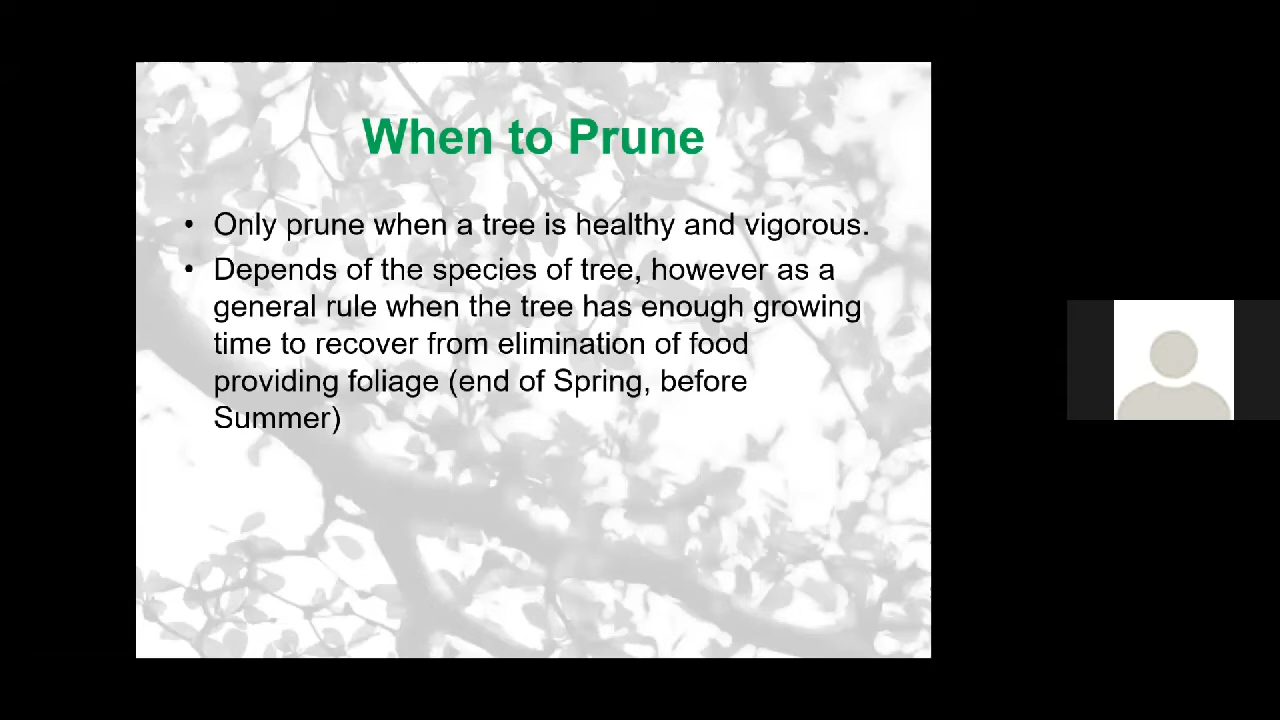 When to Prune
• Only prune when a tree is healthy and vigorous.
• Depends of the species of tree, however as a
general rule when the tree has enough growing
time to recover from elimination of food
providing foliage (end of Spring, before
Summer)